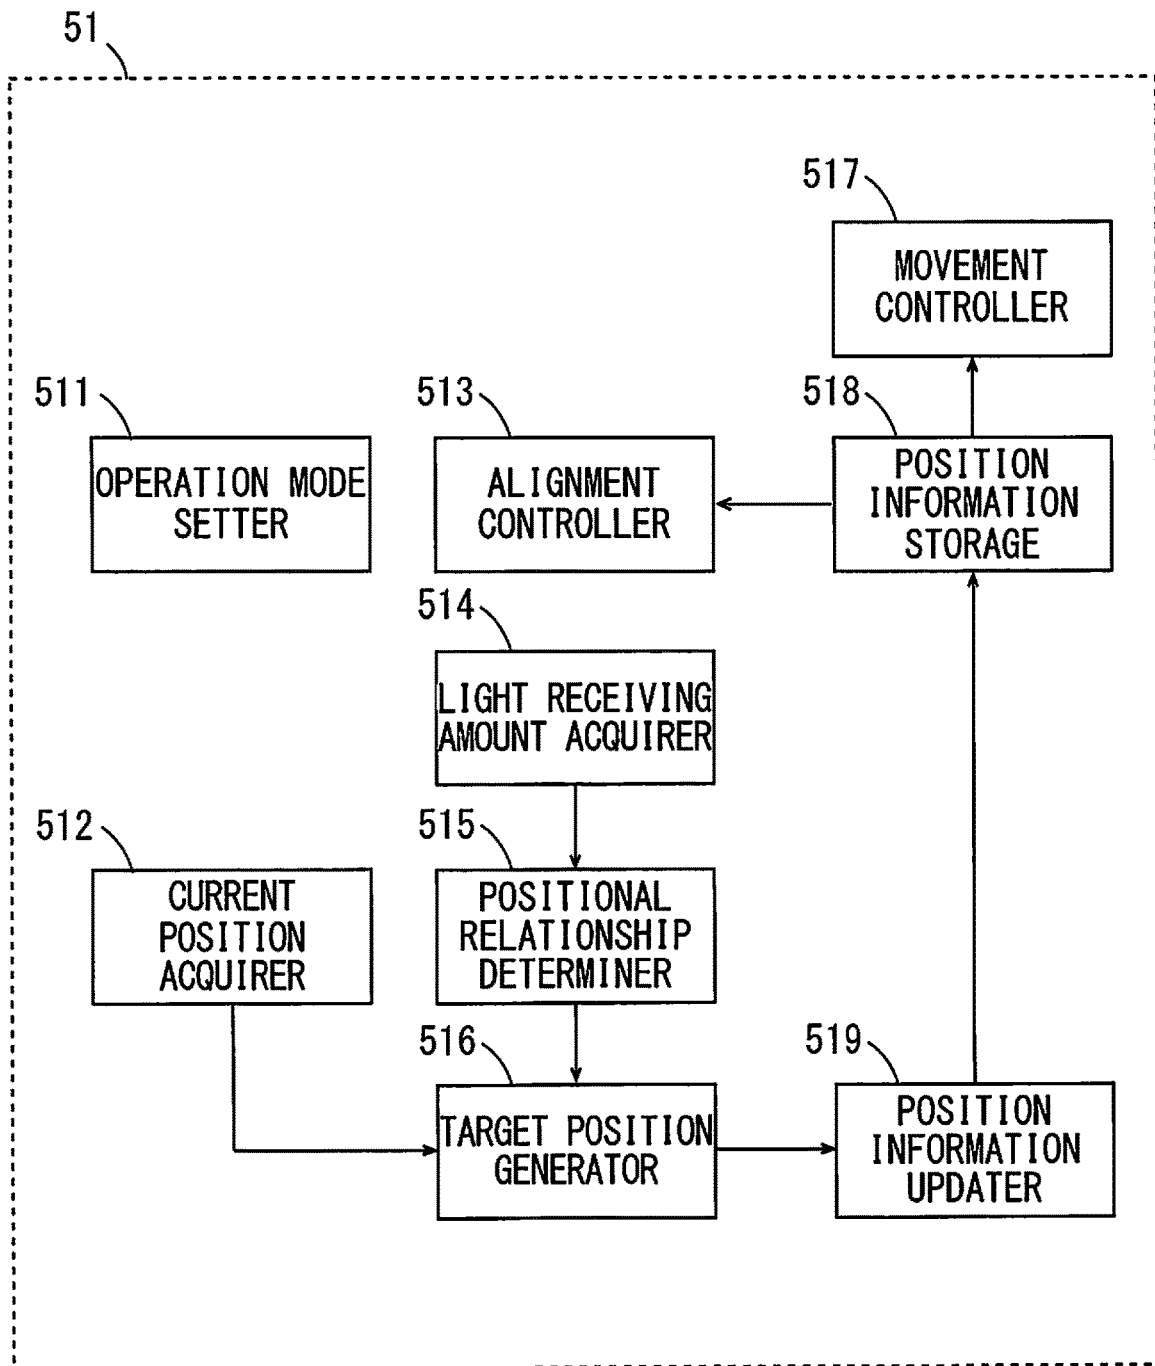 51
517
MOVEMENT
CONTROLLER
511
OPERATION MODE
SETTER
513
ALIGNMENT
CONTROLLER
518
POSITION
INFORMATION
STORAGE
514
LIGHT RECEIVING
AMOUNT ACQUIRER
512
CURRENT
POSITION
ACQUIRER
515
POSITIONAL
RELATIONSHIP
DETERMINER
516
TARGET POSITION
GENERATOR
519
POSITION
INFORMATION
UPDATER